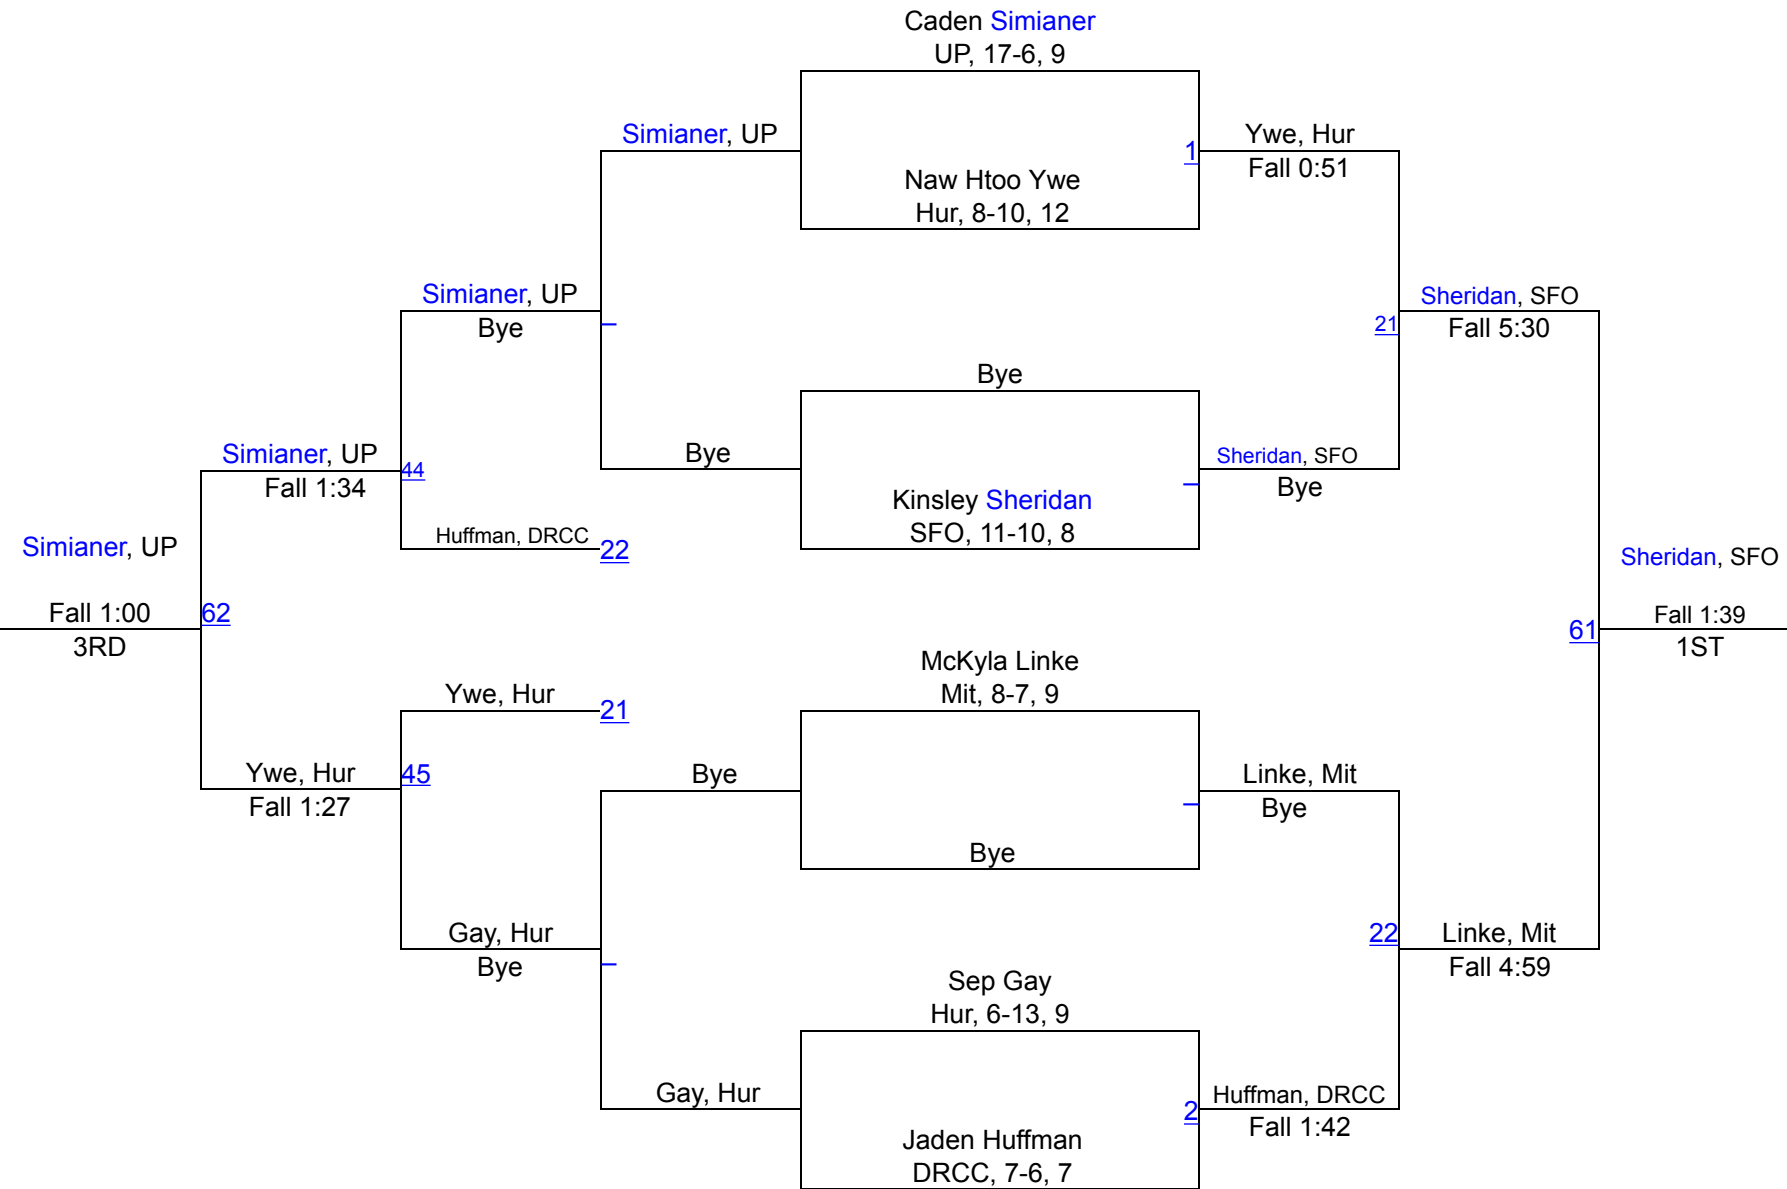 Caden Simianer
UP, 17-6, 9
Simianer, UP
1
Ywe, Hur
Fall 0:51
Naw Htoo Ywe
Hur, 8-10, 12
Simianer, UP
Bye
Sheridan, SFO
21
Fall 5:30
Bye
Simianer, UP
44
Fall 1:34
Bye
Sheridan, SFO
Bye
Kinsley Sheridan
SFO, 11-10, 8
Huffman, DRCC
22
Simianer, UP
Fall 1:00
62
3RD
Sheridan, SFO
Fall 1:39
61
1ST
McKyla Linke
Mit, 8-7, 9
Ywe, Hur
21
Ywe, Hur
45
Fall 1:27
Bye
Linke, Mit
Bye
Bye
Gay, Hur
Bye
22
Linke, Mit
Fall 4:59
Sep Gay
Hur, 6-13, 9
Gay, Hur
2
Huffman, DRCC
Fall 1:42
Jaden Huffman
DRCC, 7-6, 7